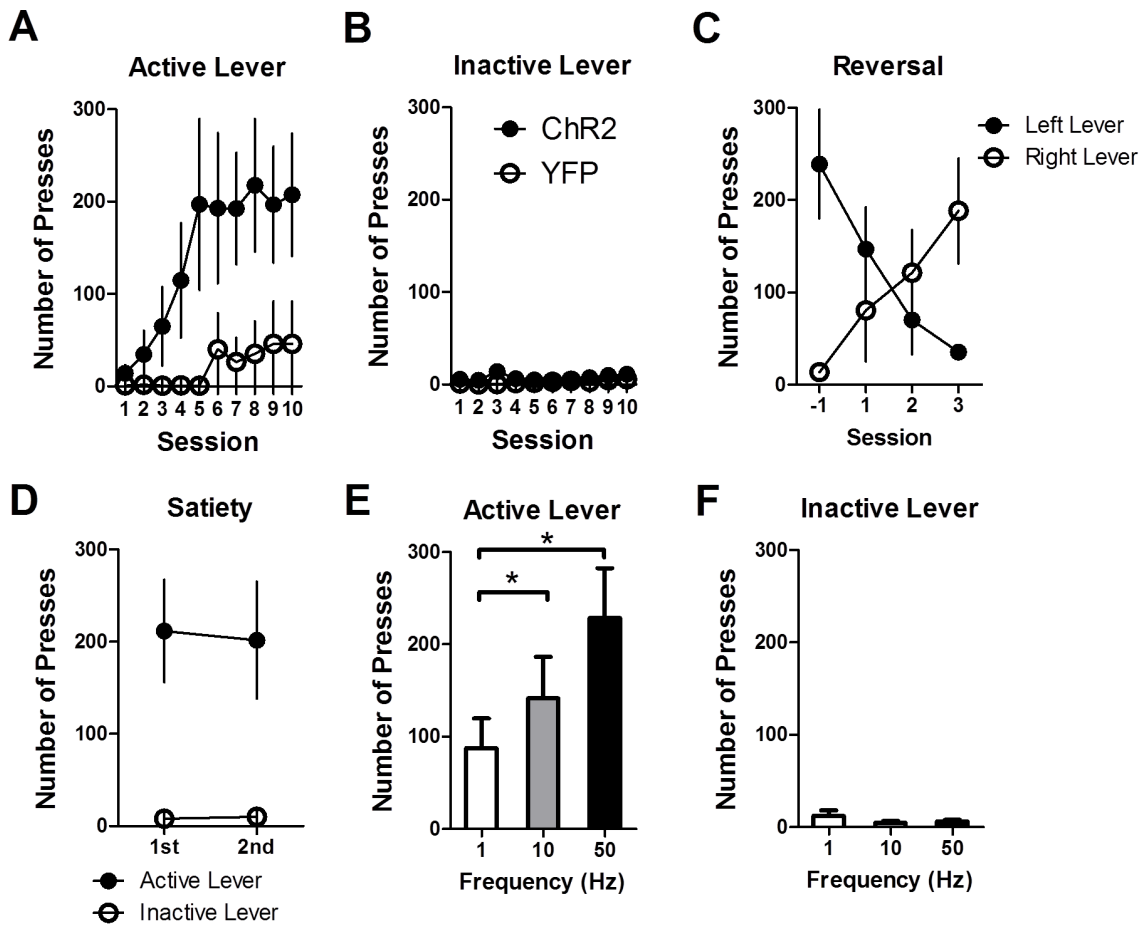 A
Active Lever
Number of Presses
300
200
100
0
1 2 3 4 5 6 7 8 9 10
Session
B
Inactive Lever
ChR2
YFP
Number of Presses
300
200
100
0
1 2 3 4 5 6 7 8 9 10
Session
C
Reversal
Left Lever
Right Lever
Number of Presses
300
200
100
0
-1 1 2 3
Session
D
Satiety
Number of Presses
300
200
100
0
1st 2nd
Active Lever
Inactive Lever
E
Active Lever
Number of Presses
300
200
100
0
*
*
1 10 50
Frequency (Hz)
F
Inactive Lever
Number of Presses
300
200
100
0
1 10 50
Frequency (Hz)